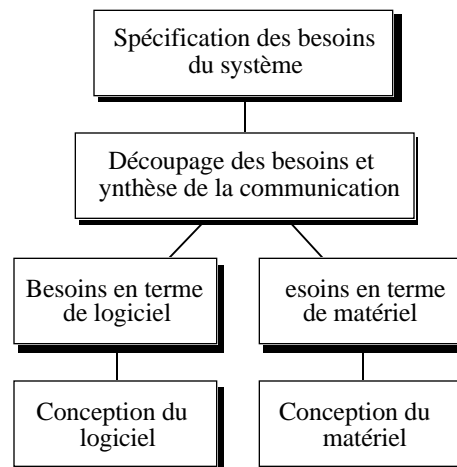 Spécification des besoins
du système
Découpage des besoins et
ynthèse de la communication
Besoins en terme
de logiciel
esoins en terme
de matériel
Conception du
logiciel
Conception du
matériel